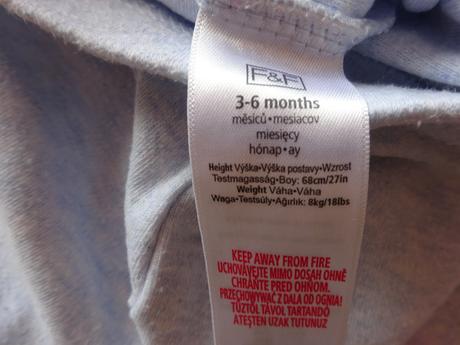 F&F
3-6 months
měsíců•mesiacov
miesięcy
hónap•ay
Height Výška•Výška postavy•Wzrost
Testmagasság•Boy: 68cm/27in
Weight Váha•Váha
Waga•Testsúly•Ağırlık: 8kg/18lbs
KEEP AWAY FROM FIRE
UCHOVÁVEJTE MIMO DOSAH OHNĚ
CHRÁŇTE PRED OHŇOM.
PRZECHOWYWAĆ Z DALA OD OGNIA!
TŰZTŐL TÁVOL TARTANDÓ
ATEŞTEN UZAK TUTUNUZ